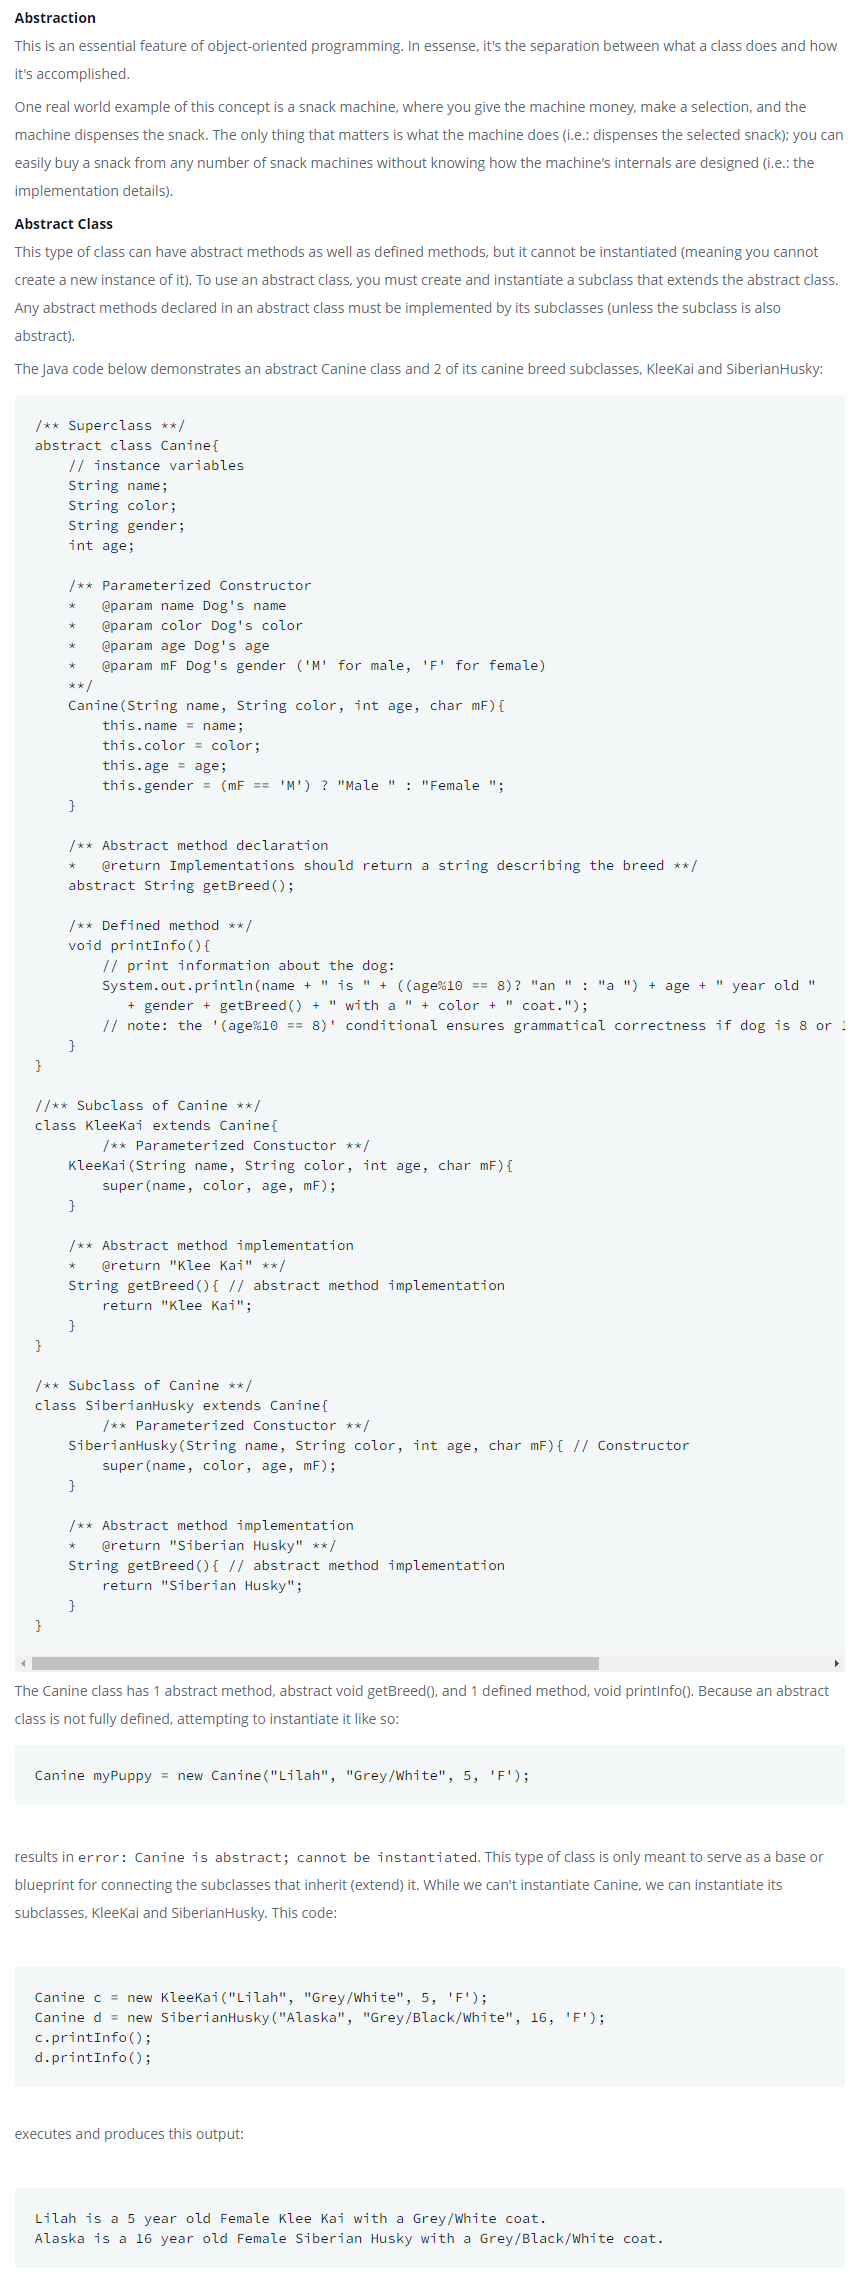 Abstraction
This is an essential feature of object-oriented programming. In essense, it's the separation between what a class does and how
it's accomplished.
One real world example of this concept is a snack machine, where you give the machine money, make a selection, and the
machine dispenses the snack. The only thing that matters is what the machine does (i.e.: dispenses the selected snack); you can
easily buy a snack from any number of snack machines without knowing how the machine's internals are designed (i.e.: the
implementation details).
Abstract Class
This type of class can have abstract methods as well as defined methods, but it cannot be instantiated (meaning you cannot
create a new instance of it). To use an abstract class, you must create and instantiate a subclass that extends the abstract class.
Any abstract methods declared in an abstract class must be implemented by its subclasses (unless the subclass is also
abstract).
The Java code below demonstrates an abstract Canine class and 2 of its canine breed subclasses, KleeKai and SiberianHusky:
/** Superclass **/
abstract class Canine{
    // instance variables
    String name;
    String color;
    String gender;
    int age;
    /** Parameterized Constructor
    *   @param name Dog's name
    *   @param color Dog's color
    *   @param age Dog's age
    *   @param mF Dog's gender ('M' for male, 'F' for female)
    **/
    Canine(String name, String color, int age, char mF){
        this.name = name;
        this.color = color;
        this.age = age;
        this.gender = (mF == 'M') ? "Male " : "Female ";
    }
    /** Abstract method declaration
    *   @return Implementations should return a string describing the breed **/
    abstract String getBreed();
    /** Defined method **/
    void printInfo(){
        // print information about the dog:
        System.out.println(name + " is " + ((age%10 == 8)? "an " : "a ") + age + " year old "
           + gender + getBreed() + " with a " + color + " coat.");
        // note: the '(age%10 == 8)' conditional ensures grammatical correctness if dog is 8 or
    }
}
//** Subclass of Canine **/
class KleeKai extends Canine{
        /** Parameterized Constuctor **/
    KleeKai(String name, String color, int age, char mF){
        super(name, color, age, mF);
    }
    /** Abstract method implementation
    *   @return "Klee Kai" **/
    String getBreed(){ // abstract method implementation
        return "Klee Kai";
    }
}
/** Subclass of Canine **/
class SiberianHusky extends Canine{
        /** Parameterized Constuctor **/
    SiberianHusky(String name, String color, int age, char mF){ // Constructor
        super(name, color, age, mF);
    }
    /** Abstract method implementation
    *   @return "Siberian Husky" **/
    String getBreed(){ // abstract method implementation
        return "Siberian Husky";
    }
}
The Canine class has 1 abstract method, abstract void getBreed(), and 1 defined method, void printInfo(). Because an abstract
class is not fully defined, attempting to instantiate it like so:
Canine myPuppy = new Canine("Lilah", "Grey/White", 5, 'F');
results in error: Canine is abstract; cannot be instantiated. This type of class is only meant to serve as a base or
blueprint for connecting the subclasses that inherit (extend) it. While we can't instantiate Canine, we can instantiate its
subclasses, KleeKai and SiberianHusky. This code:
Canine c = new KleeKai("Lilah", "Grey/White", 5, 'F');
Canine d = new SiberianHusky("Alaska", "Grey/Black/White", 16, 'F');
c.printInfo();
d.printInfo();
executes and produces this output:
Lilah is a 5 year old Female Klee Kai with a Grey/White coat.
Alaska is a 16 year old Female Siberian Husky with a Grey/Black/White coat.